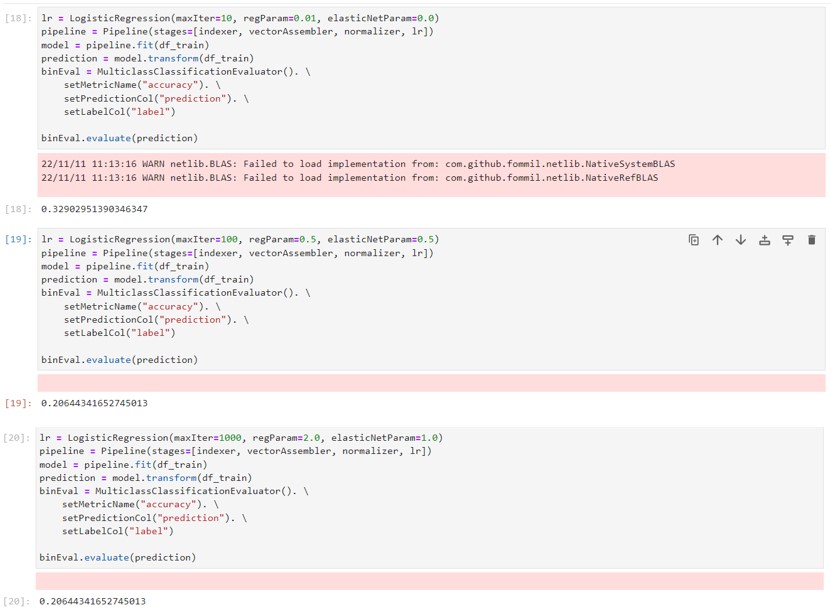 [18]: lr = LogisticRegression(maxIter=10, regParam=0.01, elasticNetParam=0.0)
pipeline = Pipeline(stages=[indexer, vectorAssembler, normalizer, lr])
model = pipeline.fit(df_train)
prediction = model.transform(df_train)
binEval = MulticlassClassificationEvaluator(). \
    setMetricName("accuracy"). \
    setPredictionCol("prediction"). \
    setLabelCol("label")
binEval.evaluate(prediction)
22/11/11 11:13:16 WARN netlib.BLAS: Failed to load implementation from: com.github.fommil.netlib.NativeSystemBLAS
22/11/11 11:13:16 WARN netlib.BLAS: Failed to load implementation from: com.github.fommil.netlib.NativeRefBLAS
[18]: 0.32902951390346347
[19]: lr = LogisticRegression(maxIter=100, regParam=0.5, elasticNetParam=0.5)
pipeline = Pipeline(stages=[indexer, vectorAssembler, normalizer, lr])
model = pipeline.fit(df_train)
prediction = model.transform(df_train)
binEval = MulticlassClassificationEvaluator(). \
    setMetricName("accuracy"). \
    setPredictionCol("prediction"). \
    setLabelCol("label")
binEval.evaluate(prediction)
[19]: 0.20644341652745013
[20]: lr = LogisticRegression(maxIter=1000, regParam=2.0, elasticNetParam=1.0)
pipeline = Pipeline(stages=[indexer, vectorAssembler, normalizer, lr])
model = pipeline.fit(df_train)
prediction = model.transform(df_train)
binEval = MulticlassClassificationEvaluator(). \
    setMetricName("accuracy"). \
    setPredictionCol("prediction"). \
    setLabelCol("label")
binEval.evaluate(prediction)
[20]: 0.20644341652745013